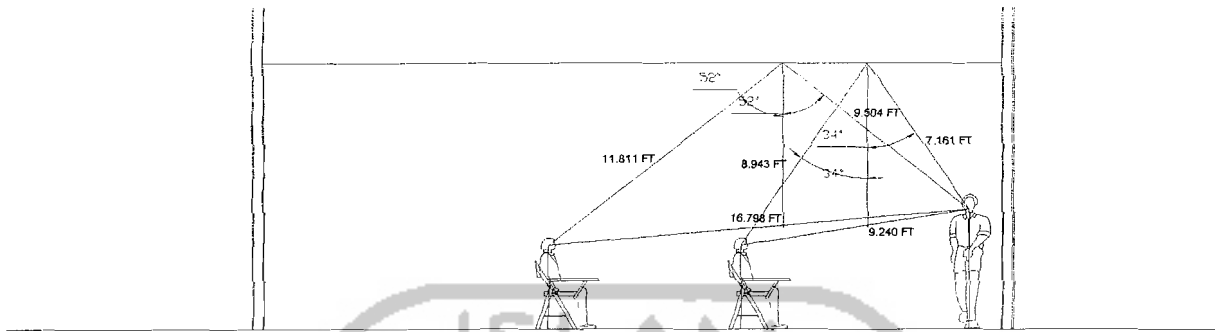 52°
52°
9.504 FT
34°
7.161 FT
11.811 FT
8.943 FT
34°
16.798 FT
9.240 FT
ISLAM